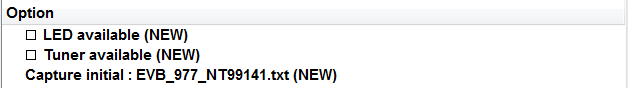 Option
LED available (NEW)
Tuner available (NEW)
Capture initial : EVB_977_NT99141.txt (NEW)